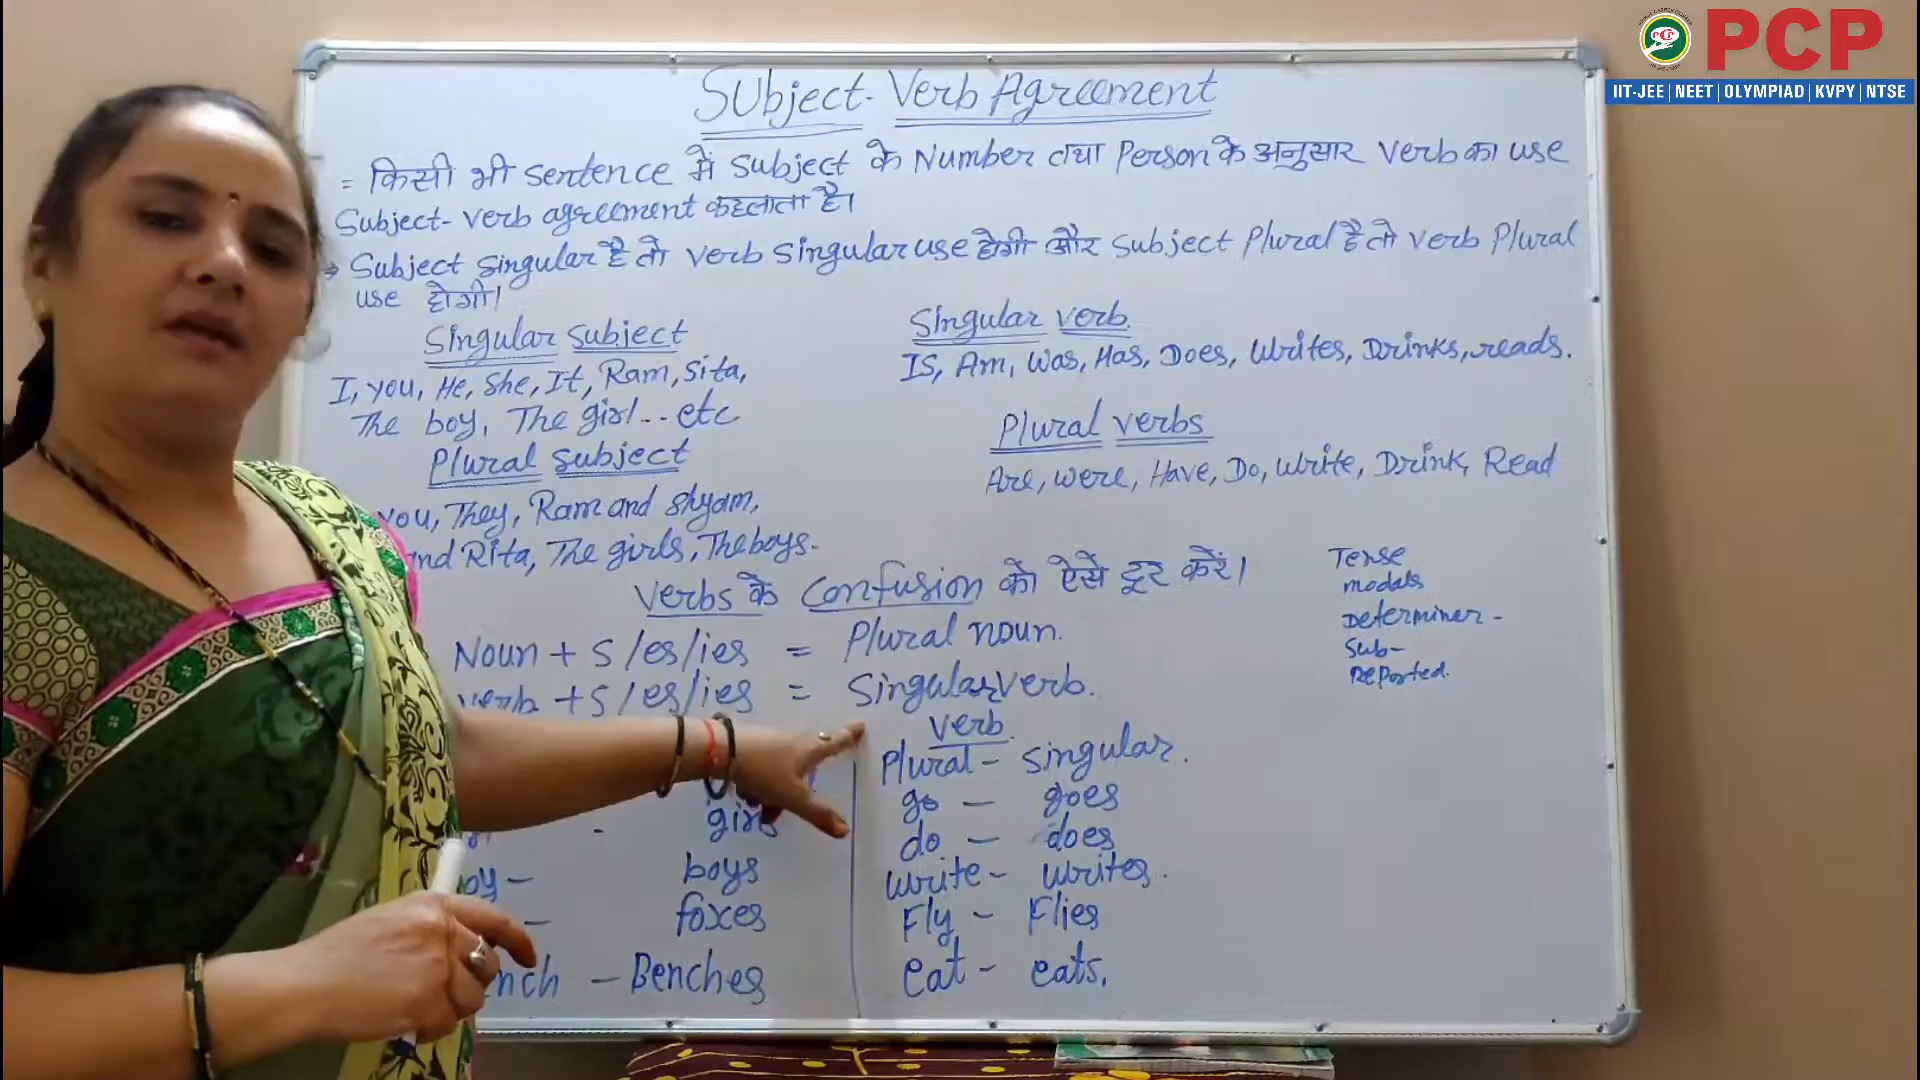 PCP
IIT-JEE | NEET | OLYMPIAD | KVPY | NTSE
Subject-Verb Agreement
= किसी भी sentence में Subject के Number तथा Person के अनुसार Verb का use
Subject-verb agreement कहलाता है।
→ Subject Singular है तो verb Singular use होगी और Subject Plural है तो verb Plural
use होगी।
Singular Subject
I, you, He, She, It, Ram, Sita,
The boy, The girl... etc
Plural Subject
you, They, Ram and Shyam,
and Rita, The girls, The boys.
Singular verb.
Is, Am, Was, Has, Does, Writes, Drinks, reads.
Plural verbs
Are, were, Have, Do, Write, Drink, Read
Verbs के confusion को ऐसे दूर करें।
Noun + s/es/ies = Plural noun.
verb + s/es/ies = Singular verb.
girls
boys
foxes
Benches
verb.
Plural - Singular.
go - goes
do - does
write - writes.
Fly - Flies
eat - eats.
Tense
modals
Determiner -
Sub-
Reported.